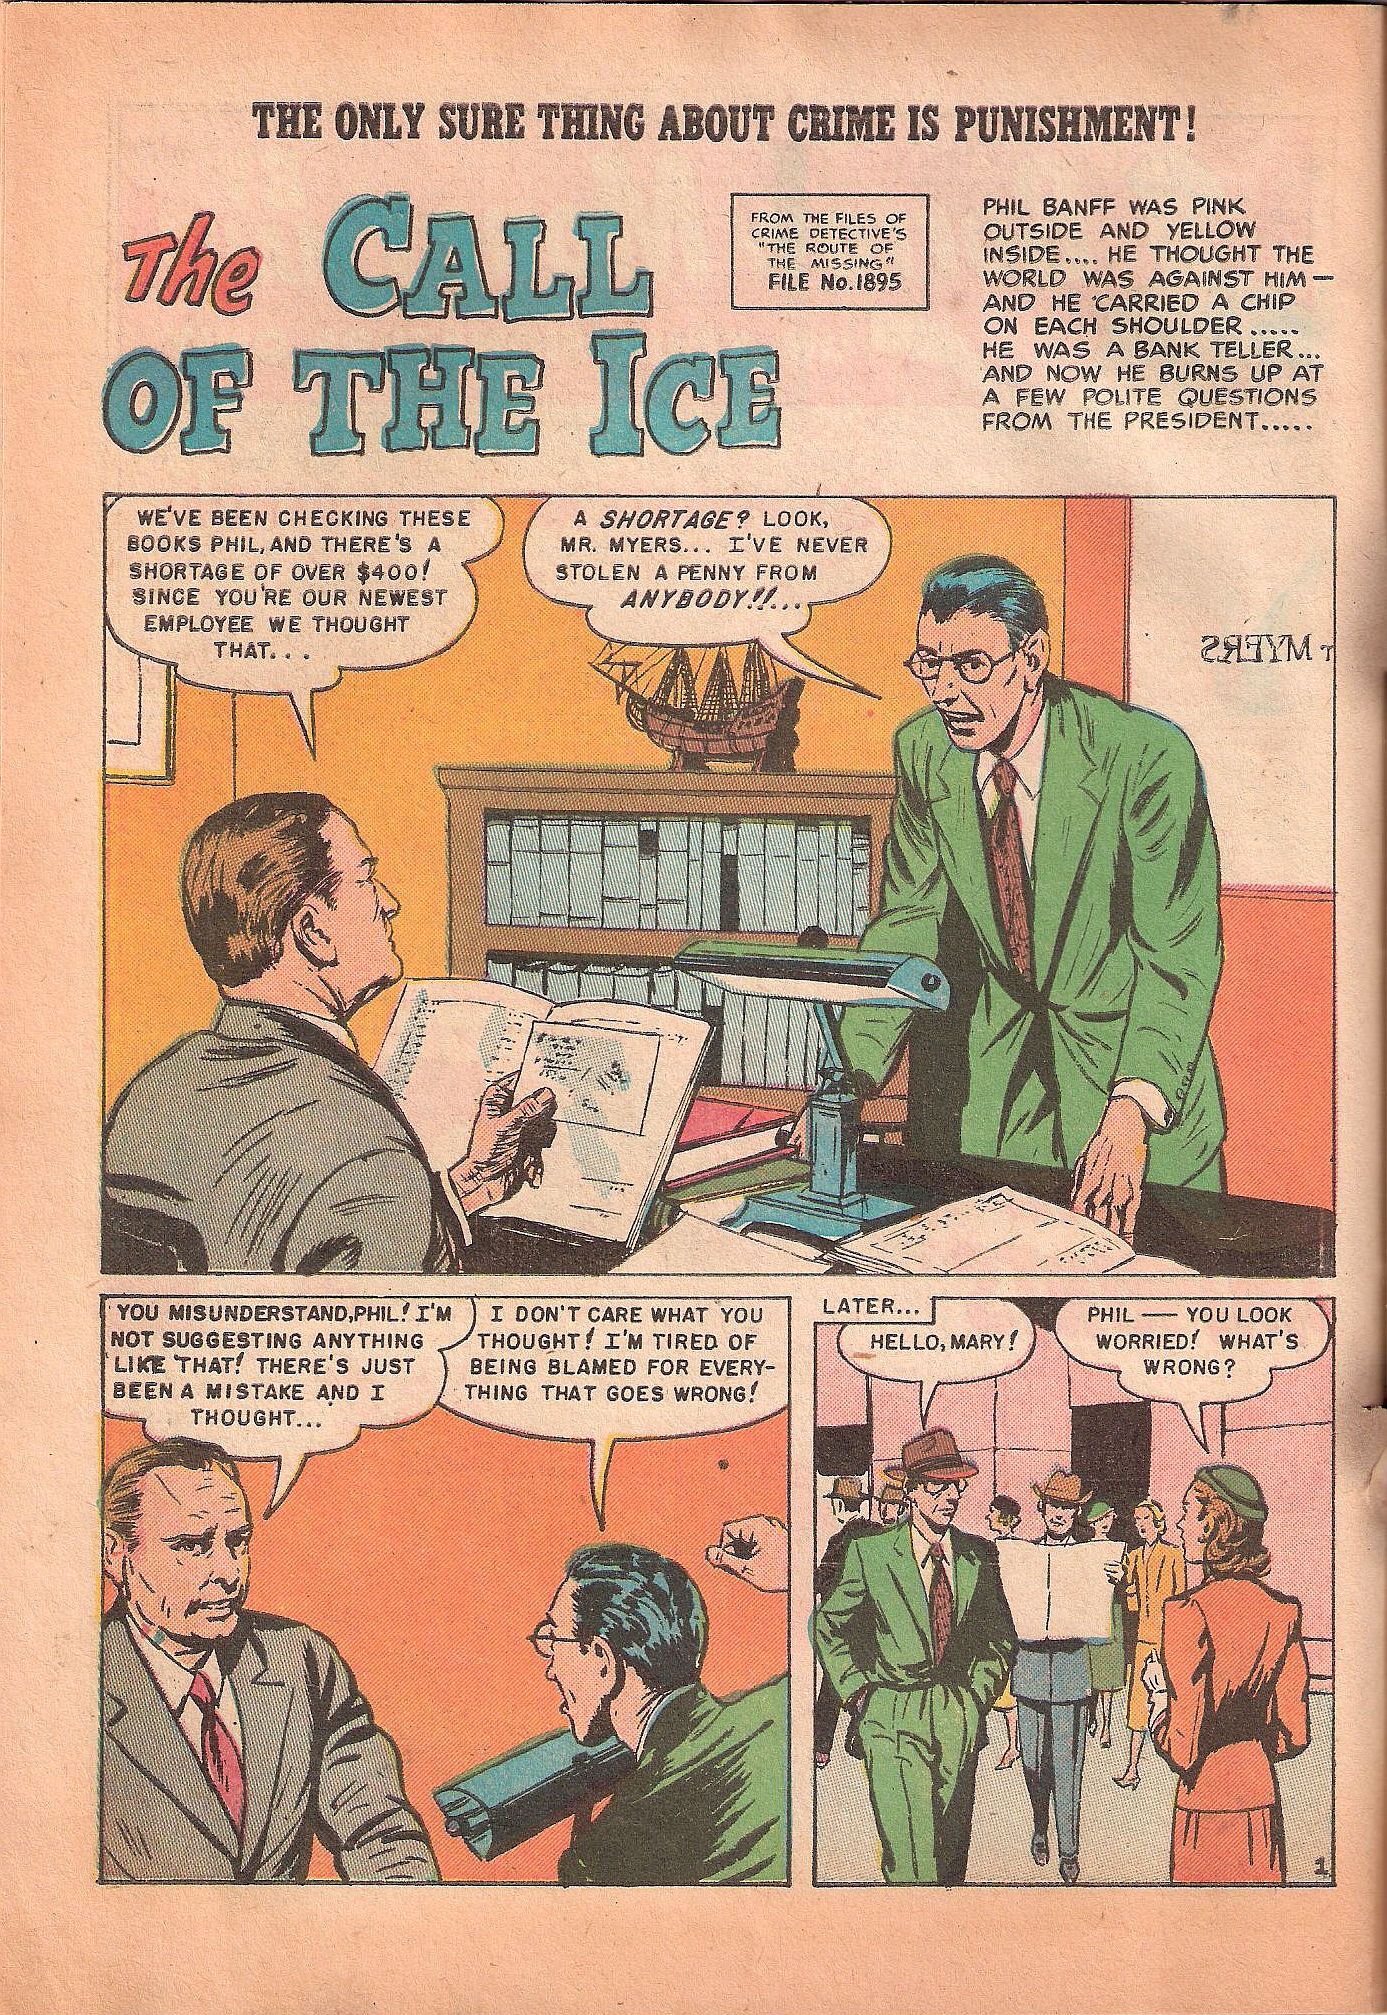 THE ONLY SURE THING ABOUT CRIME IS PUNISHMENT!
The CALL
OF THE ICE
FROM THE FILES OF
CRIME DETECTIVE'S
"THE ROUTE OF
THE MISSING"
FILE No. 1895
PHIL BANFF WAS PINK
OUTSIDE AND YELLOW
INSIDE.... HE THOUGHT THE
WORLD WAS AGAINST HIM—
AND HE CARRIED A CHIP
ON EACH SHOULDER.....
HE WAS A BANK TELLER...
AND NOW HE BURNS UP AT
A FEW POLITE QUESTIONS
FROM THE PRESIDENT.....
WE'VE BEEN CHECKING THESE
BOOKS PHIL, AND THERE'S A
SHORTAGE OF OVER $400!
SINCE YOU'RE OUR NEWEST
EMPLOYEE WE THOUGHT
THAT...
A SHORTAGE? LOOK,
MR. MYERS... I'VE NEVER
STOLEN A PENNY FROM
ANYBODY!!...
T MYERS
YOU MISUNDERSTAND, PHIL! I'M
NOT SUGGESTING ANYTHING
LIKE THAT! THERE'S JUST
BEEN A MISTAKE AND I
THOUGHT...
I DON'T CARE WHAT YOU
THOUGHT! I'M TIRED OF
BEING BLAMED FOR EVERY-
THING THAT GOES WRONG!
LATER...
HELLO, MARY!
PHIL — YOU LOOK
WORRIED! WHAT'S
WRONG?
1